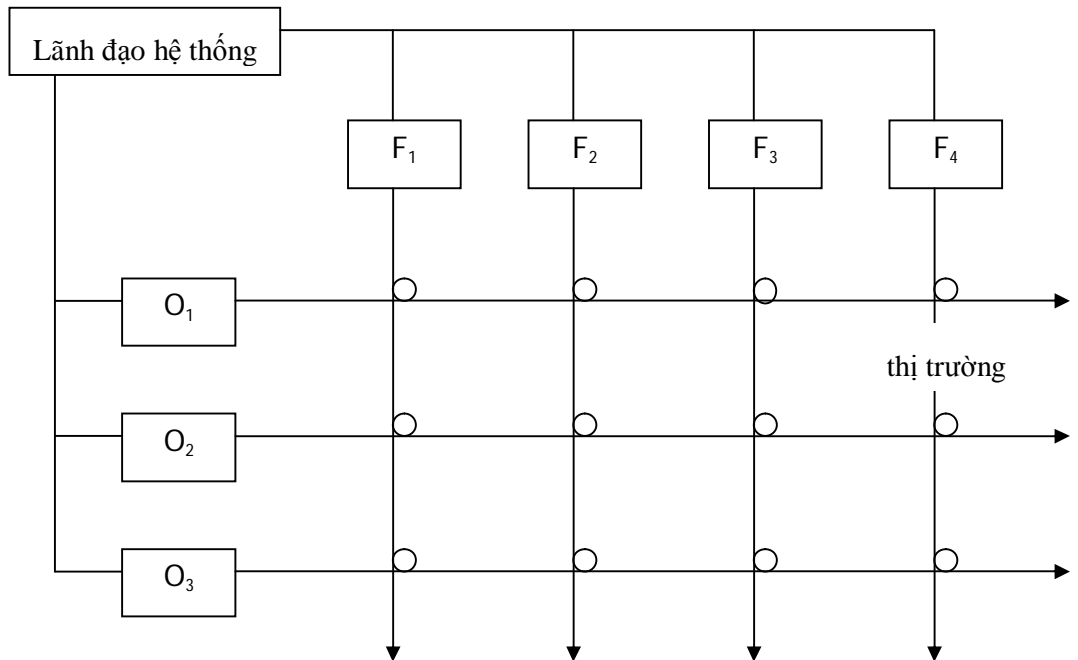 Lãnh đạo hệ thống
F₁ F₂ F₃ F₄
O₁
thị trường
O₂
O₃